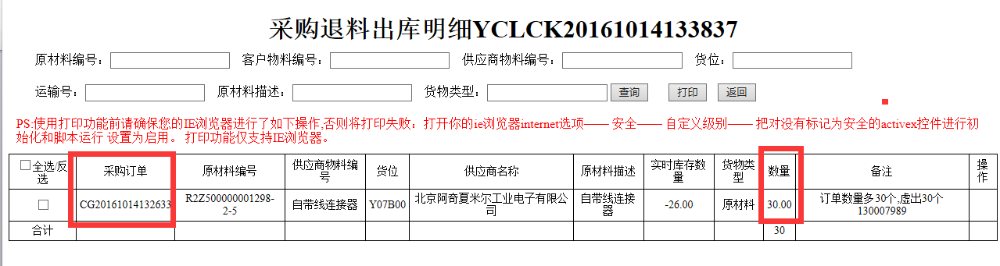 采购退料出库明细YCLCK20161014133837
原材料编号： 客户物料编号： 供应商物料编号： 货位：
运输号： 原材料描述： 货物类型： 查询 打印 返回
PS:使用打印功能前请确保您的IE浏览器进行了如下操作,否则将打印失败：打开你的ie浏览器internet选项—— 安全—— 自定义级别—— 把对没有标记为安全的activex控件进行初
始化和脚本运行 设置为启用。 打印功能仅支持IE浏览器。
全选/反选 采购订单 原材料编号 供应商物料编号 货位 供应商名称 原材料描述 实时库存数量 货物类型 数量 备注 操作
CG20161014132633 R2Z500000001298-2-5 自带线连接器 Y07B00 北京阿奇夏米尔工业电子有限公司 自带线连接器 -26.00 原材料 30.00 订单数量多30个,虚出30个 130007989
合计 30